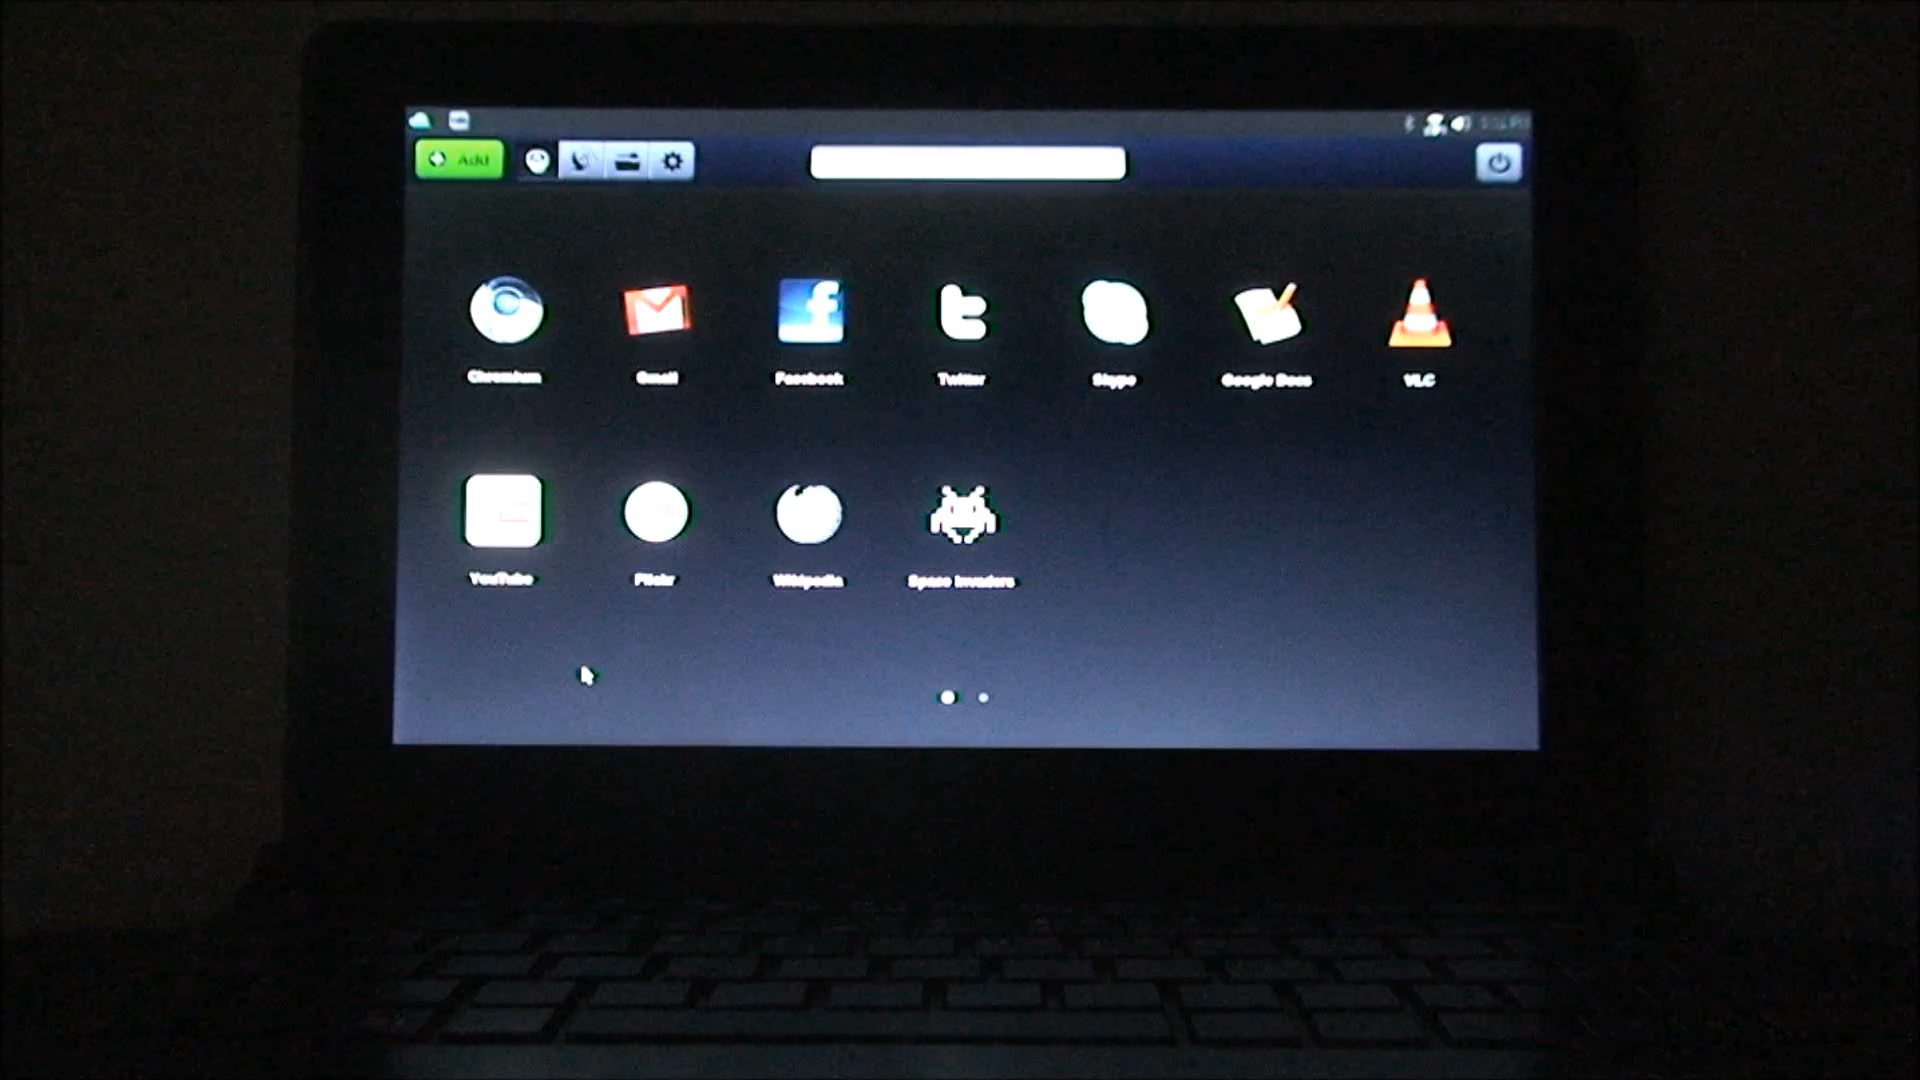 Add
Chromium Gmail Facebook Twitter Skype Google Docs VLC
YouTube Flickr Wikipedia Space Invaders